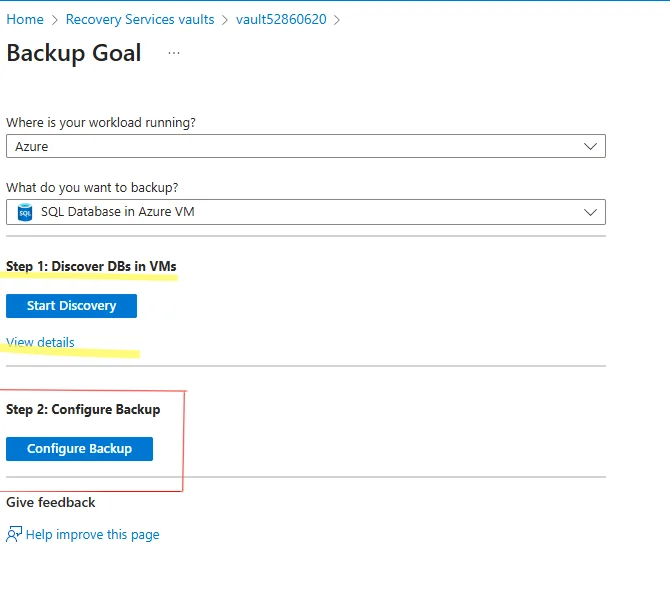 Home > Recovery Services vaults > vault52860620 >
Backup Goal ...
Where is your workload running?
Azure
What do you want to backup?
SQL SQL Database in Azure VM
Step 1: Discover DBs in VMs
Start Discovery
View details
Step 2: Configure Backup
Configure Backup
Give feedback
Help improve this page